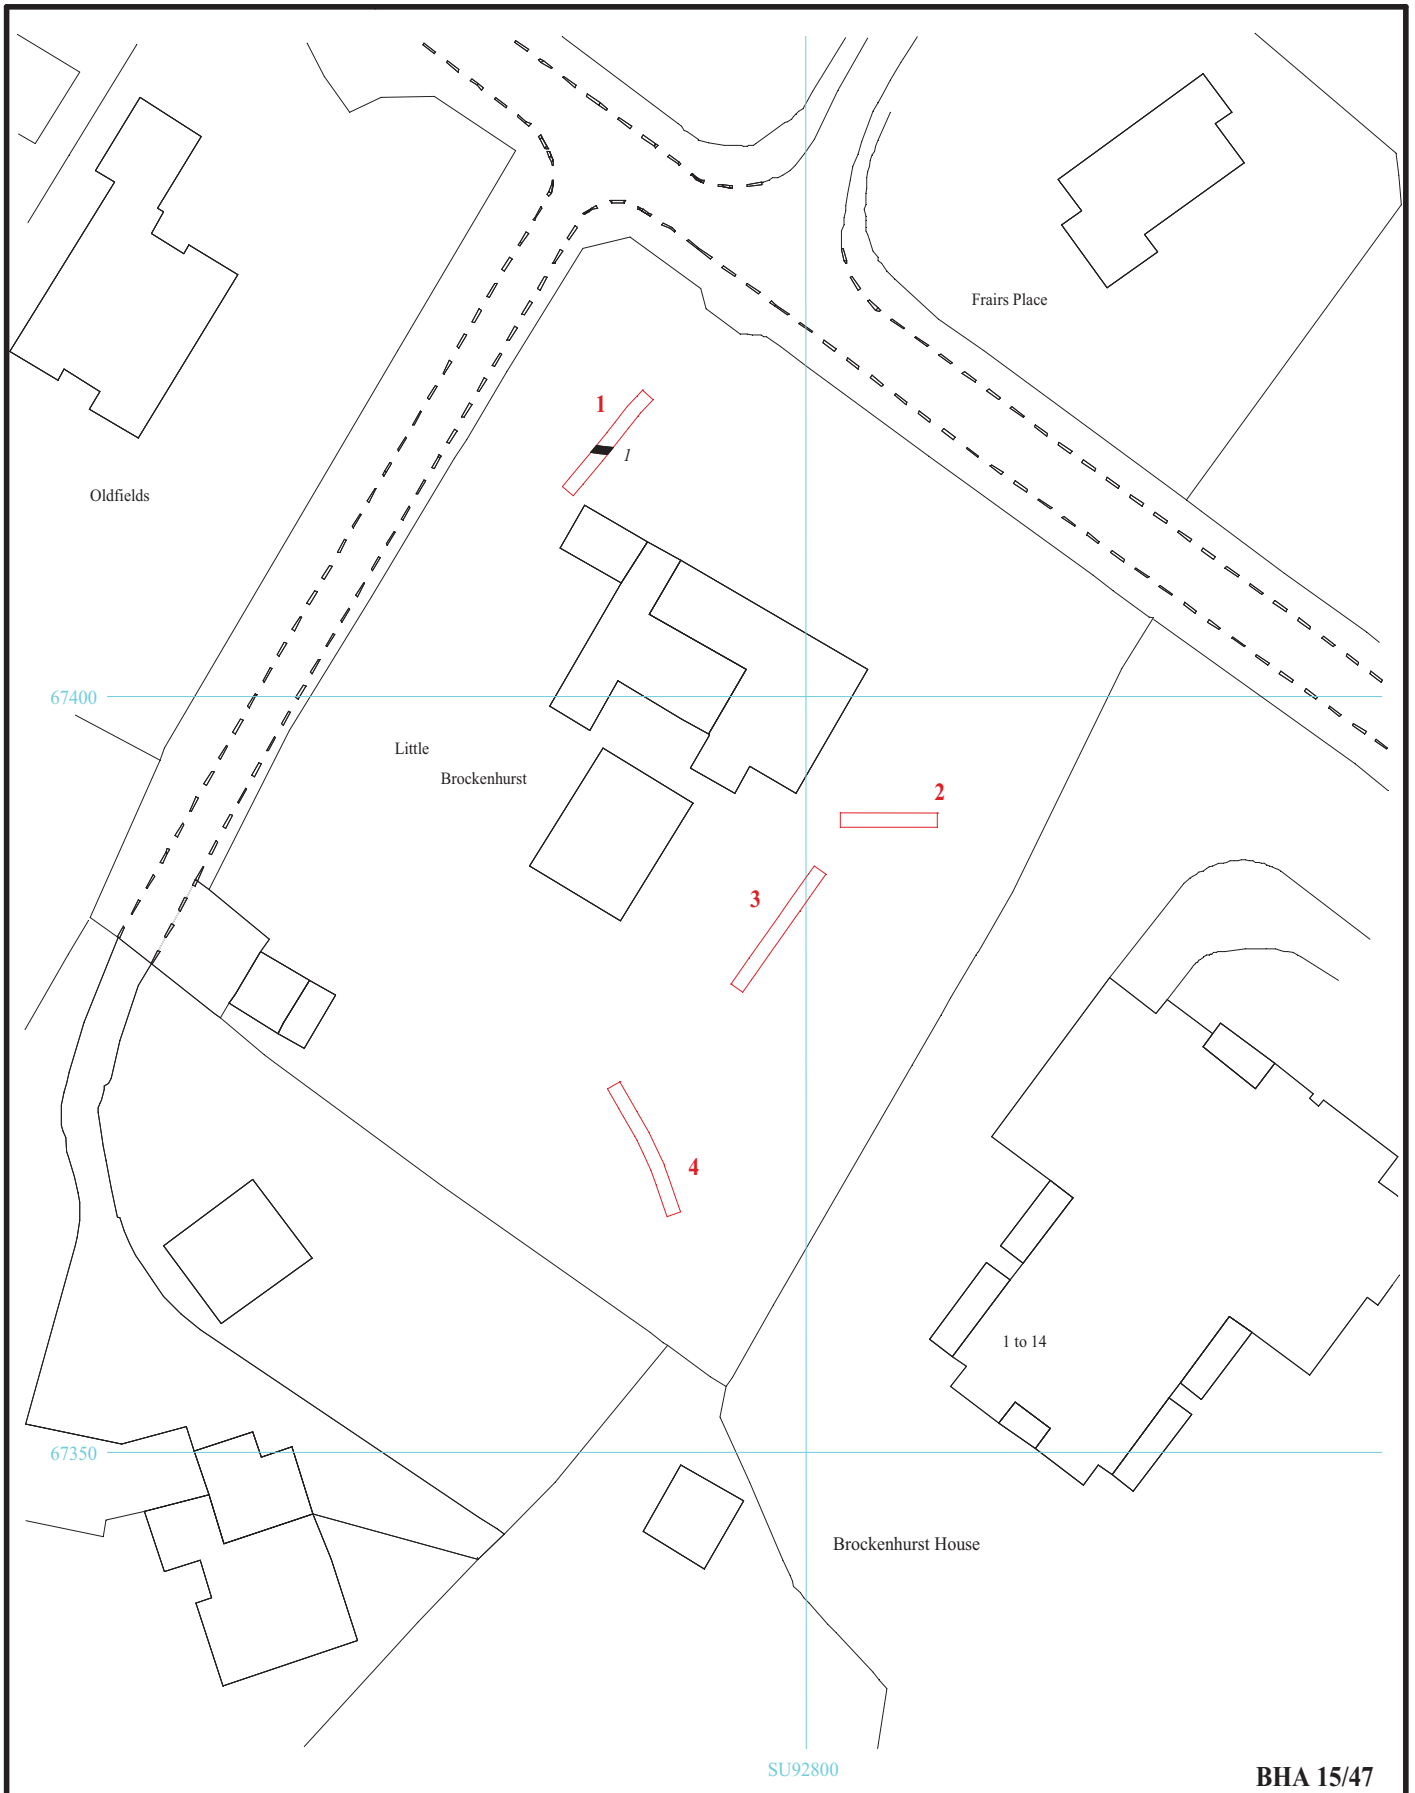 Frairs Place
1
1
Oldfields
67400
Little
Brockenhurst
2
3
4
1 to 14
67350
Brockenhurst House
SU92800
BHA 15/47